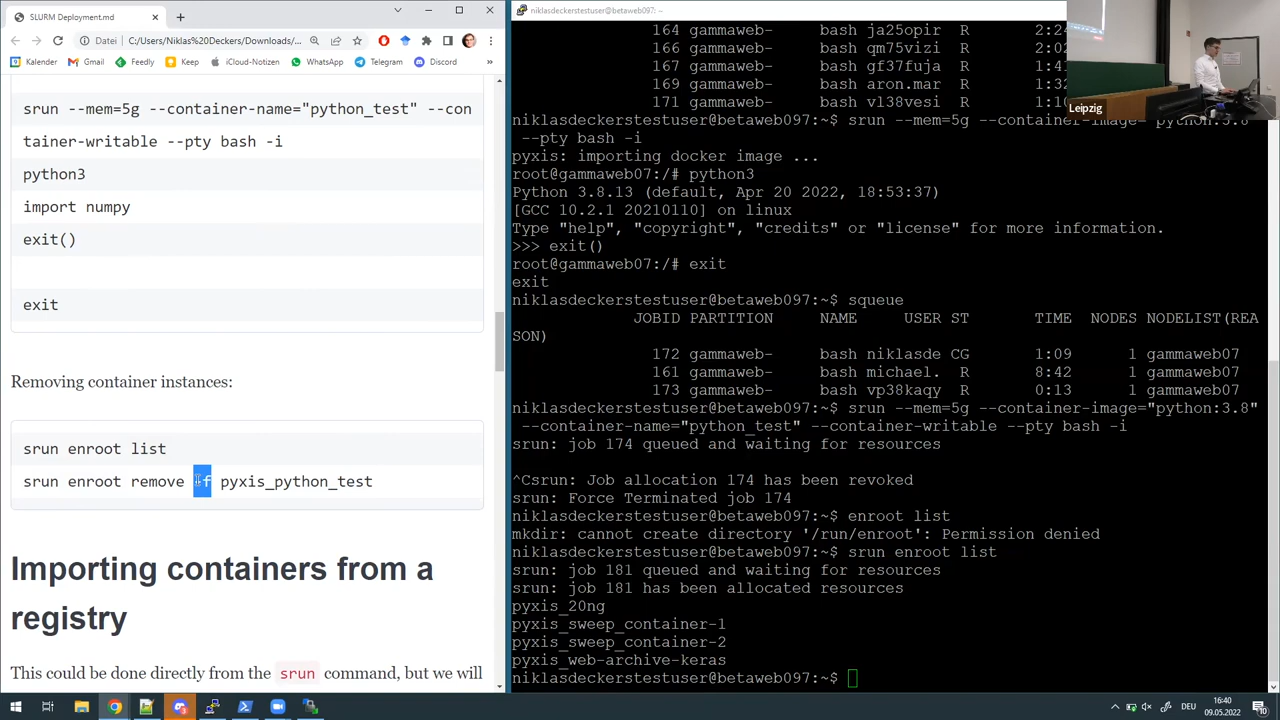 SLURM Deployment.md
niklasdeckerstestuser@betaweb097: ~
Datei
C:/Users/Niklas%20Deckers/Downloads/...
Kalender
Gmail
Feedly
Keep
iCloud-Notizen
WhatsApp
Telegram
Discord
srun --mem=5g --container-name="python_test" --con
tainer-writable --pty bash -i
python3
import numpy
exit()
exit
Removing container instances:
srun enroot list
srun enroot remove -f pyxis_python_test
Importing containers from a
registry
This could be done directly from the srun command, but we will
164 gammaweb- bash ja25opir R
166 gammaweb- bash qm75vizi R
167 gammaweb- bash gf37fuja R
169 gammaweb- bash aron.mar R
171 gammaweb- bash vl38vesi R
niklasdeckerstestuser@betaweb097:~$ srun --mem=5g --container-image="python:3.8"
--pty bash -i
pyxis: importing docker image ...
root@gammaweb07:/# python3
Python 3.8.13 (default, Apr 20 2022, 18:53:37)
[GCC 10.2.1 20210110] on linux
Type "help", "copyright", "credits" or "license" for more information.
>>> exit()
root@gammaweb07:/# exit
exit
niklasdeckerstestuser@betaweb097:~$ squeue
JOBID PARTITION NAME USER ST TIME NODES NODELIST(REA
SON)
172 gammaweb- bash niklasde CG 1:09 1 gammaweb07
161 gammaweb- bash michael. R 8:42 1 gammaweb07
173 gammaweb- bash vp38kaqy R 0:13 1 gammaweb07
niklasdeckerstestuser@betaweb097:~$ srun --mem=5g --container-image="python:3.8"
--container-name="python_test" --container-writable --pty bash -i
srun: job 174 queued and waiting for resources
^Csrun: Job allocation 174 has been revoked
srun: Force Terminated job 174
niklasdeckerstestuser@betaweb097:~$ enroot list
mkdir: cannot create directory '/run/enroot': Permission denied
niklasdeckerstestuser@betaweb097:~$ srun enroot list
srun: job 181 queued and waiting for resources
srun: job 181 has been allocated resources
pyxis_20ng
pyxis_sweep_container-1
pyxis_sweep_container-2
pyxis_web-archive-keras
niklasdeckerstestuser@betaweb097:~$
Leipzig
DEU
16:40
09.05.2022
10